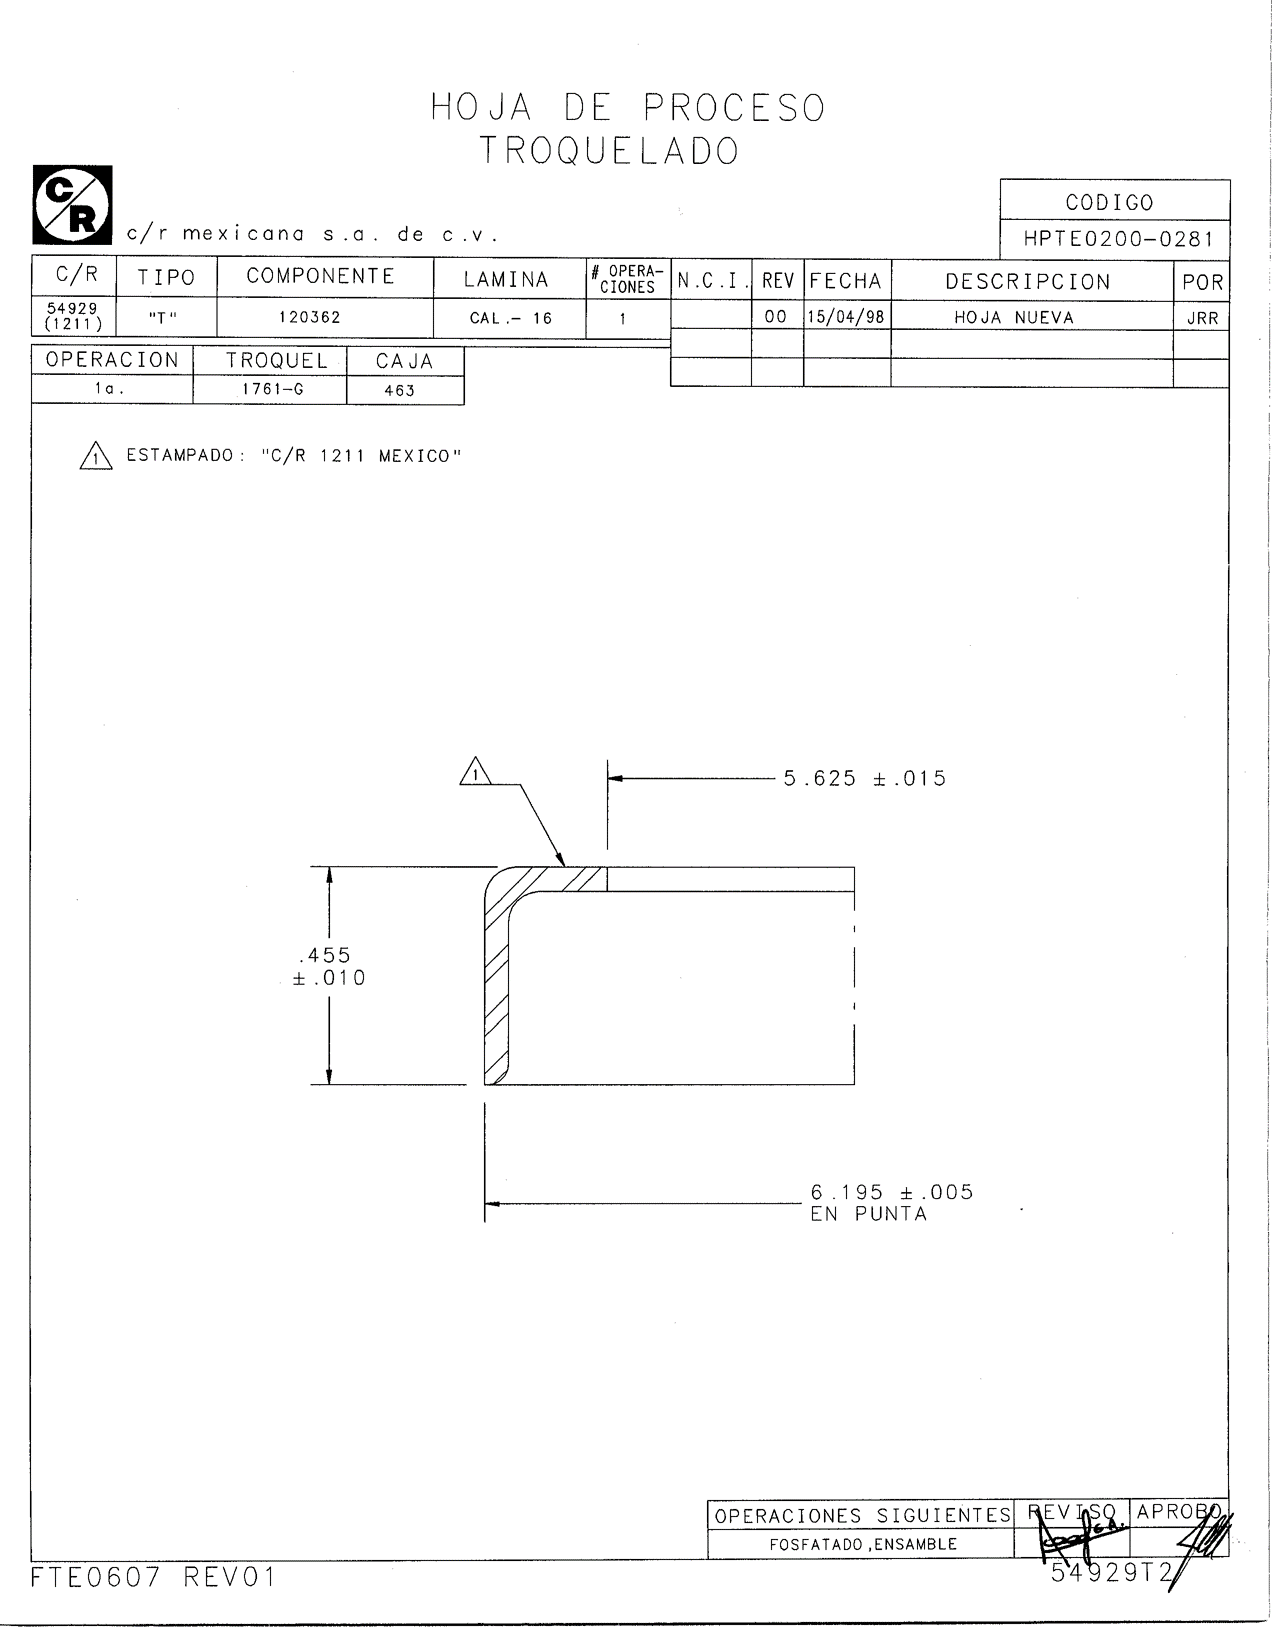 HOJA DE PROCESO
TROQUELADO
C/R
c/r mexicana s.a. de c.v.
CODIGO
HPTE0200-0281
C/R TIPO COMPONENTE LAMINA # OPERA-CIONES N.C.I. REV FECHA DESCRIPCION POR
54929 (1211) "T" 120362 CAL.- 16 1 00 15/04/98 HOJA NUEVA JRR
OPERACION TROQUEL CAJA
1a. 1761-G 463
1 ESTAMPADO: "C/R 1211 MEXICO"
1
5.625 ±.015
.455
±.010
6.195 ±.005
EN PUNTA
OPERACIONES SIGUIENTES REVISO APROBO
FOSFATADO,ENSAMBLE
FTE0607 REV01
54929T2